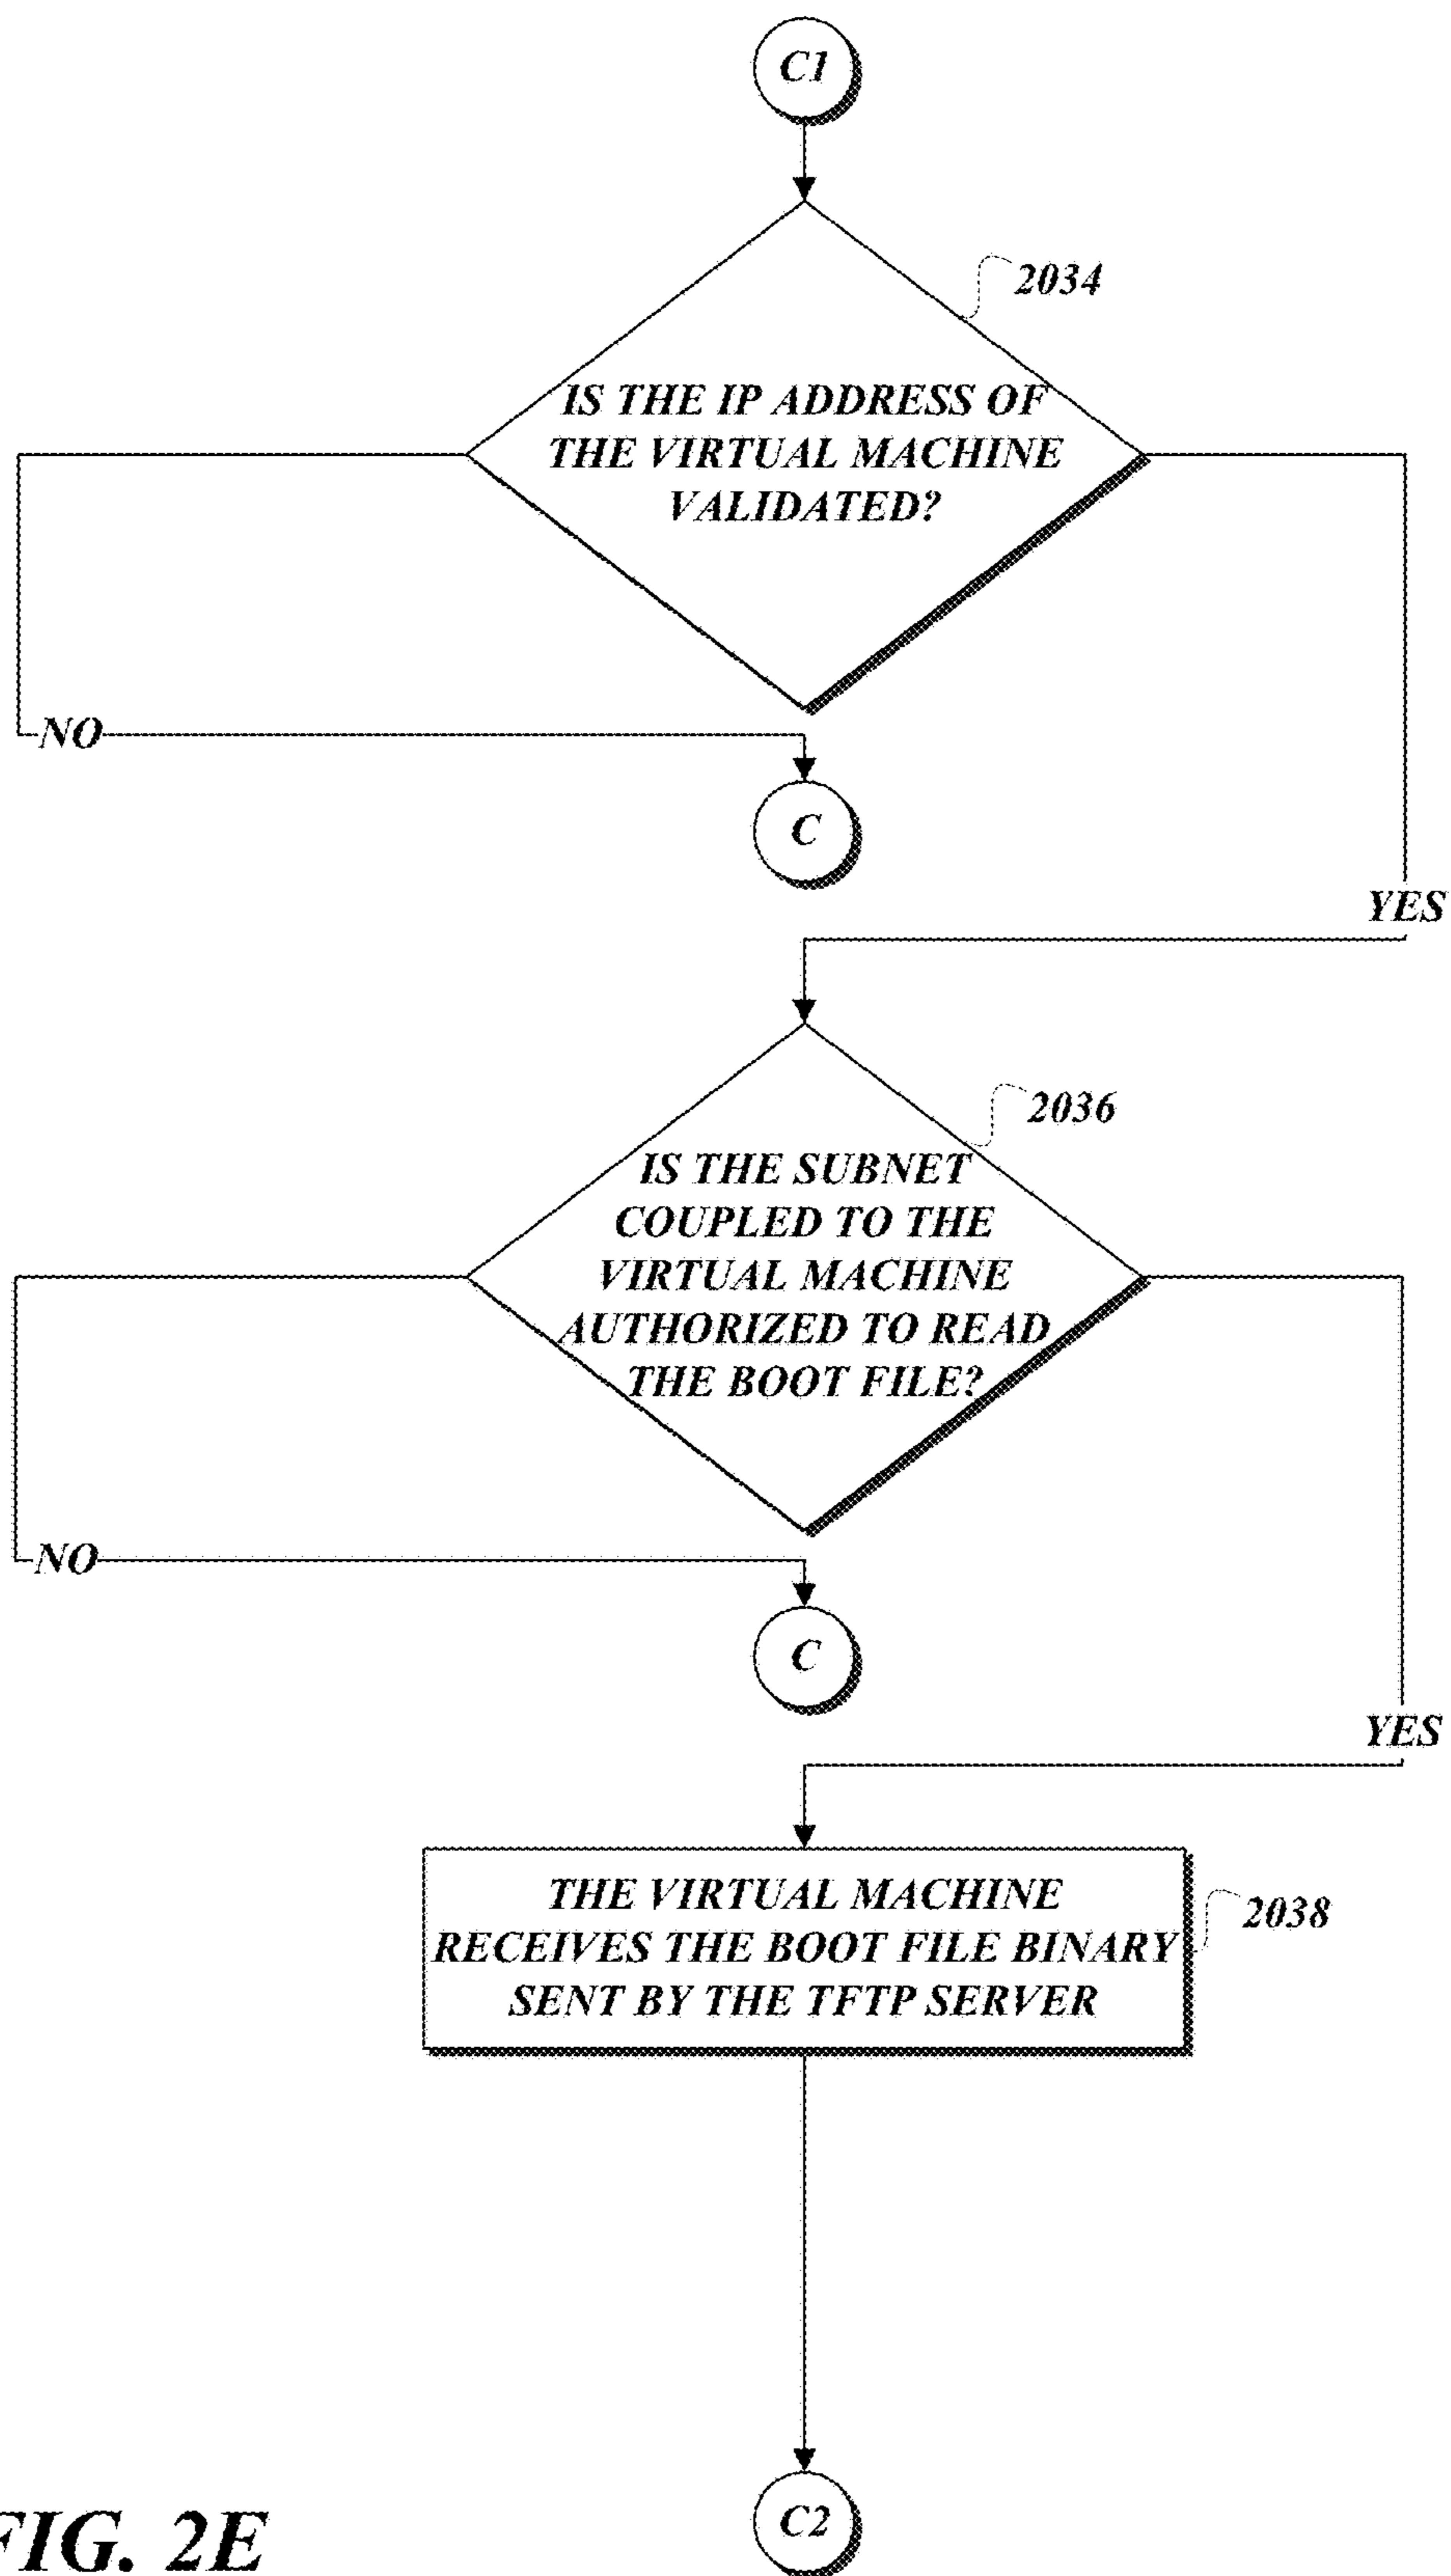 C1
2034
IS THE IP ADDRESS OF
THE VIRTUAL MACHINE
VALIDATED?
NO
C
YES
2036
IS THE SUBNET
COUPLED TO THE
VIRTUAL MACHINE
AUTHORIZED TO READ
THE BOOT FILE?
NO
C
YES
THE VIRTUAL MACHINE
RECEIVES THE BOOT FILE BINARY
SENT BY THE TFTP SERVER
2038
C2
FIG. 2E